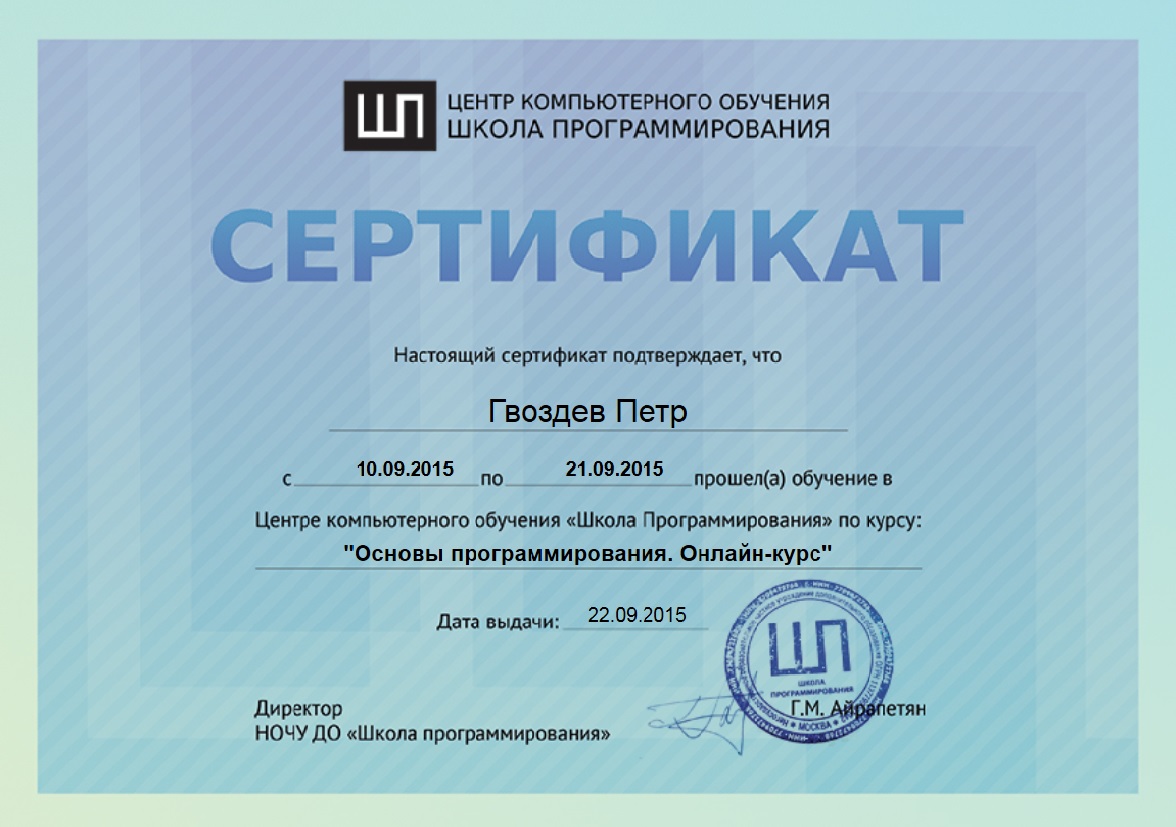 ШП
ЦЕНТР КОМПЬЮТЕРНОГО ОБУЧЕНИЯ
ШКОЛА ПРОГРАММИРОВАНИЯ
СЕРТИФИКАТ
Настоящий сертификат подтверждает, что
Гвоздев Петр
с 10.09.2015 по 21.09.2015 прошел(а) обучение в
Центре компьютерного обучения «Школа Программирования» по курсу:
"Основы программирования. Онлайн-курс"
Дата выдачи: 22.09.2015
ШП
ШКОЛА
ПРОГРАММИРОВАНИЯ
МОСКВА
Директор
Г.М. Айрапетян
НОЧУ ДО «Школа программирования»